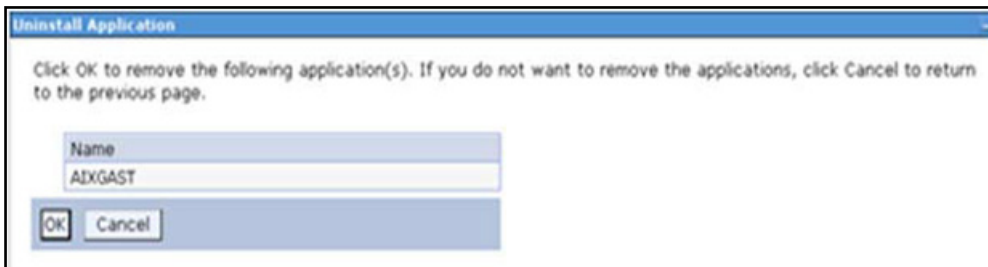 Uninstall Application
Click OK to remove the following application(s). If you do not want to remove the applications, click Cancel to return
to the previous page.
Name
AIXGAST
OK Cancel